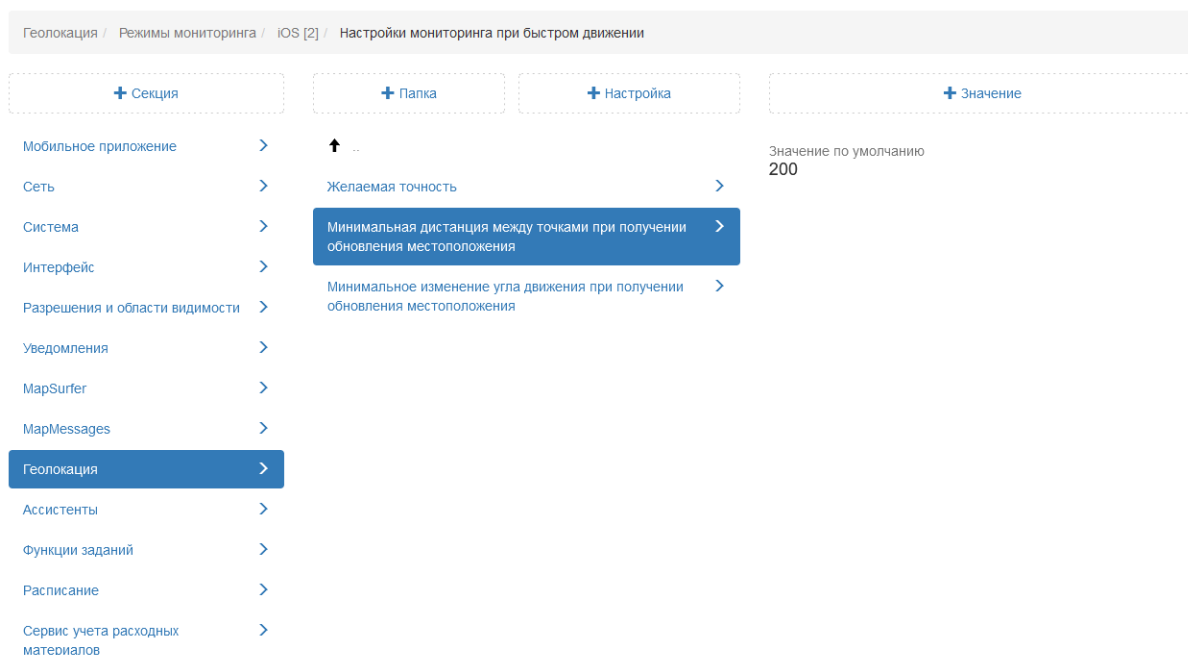 Геолокация / Режимы мониторинга / iOS [2] / Настройки мониторинга при быстром движении
+ Секция
+ Папка
+ Настройка
+ Значение
Мобильное приложение
Сеть
Система
Интерфейс
Разрешения и области видимости
Уведомления
MapSurfer
MapMessages
Геолокация
Ассистенты
Функции заданий
Расписание
Сервис учета расходных
материалов
..
Желаемая точность
Минимальная дистанция между точками при получении
обновления местоположения
Минимальное изменение угла движения при получении
обновления местоположения
Значение по умолчанию
200